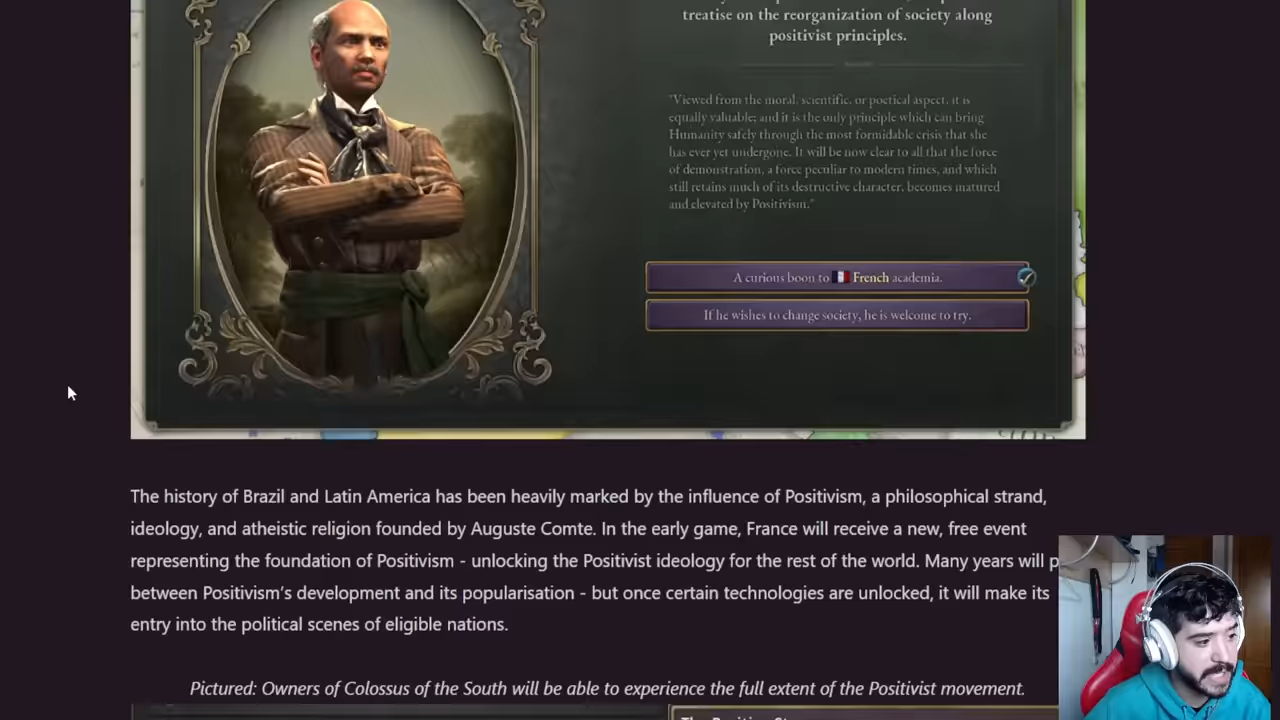 treatise on the reorganization of society along
positivist principles.
"Viewed from the moral, scientific, or poetical aspect, it is
equally valuable; and it is the only principle which can bring
Humanity safely through the most formidable crisis that she
has ever yet undergone. It will be now clear to all that the force
of demonstration, a force peculiar to modern times, and which
still retains much of its destructive character, becomes matured
and elevated by Positivism."
A curious boon to French academia.
If he wishes to change society, he is welcome to try.
The history of Brazil and Latin America has been heavily marked by the influence of Positivism, a philosophical strand,
ideology, and atheistic religion founded by Auguste Comte. In the early game, France will receive a new, free event
representing the foundation of Positivism - unlocking the Positivist ideology for the rest of the world. Many years will p
between Positivism's development and its popularisation - but once certain technologies are unlocked, it will make its
entry into the political scenes of eligible nations.
Pictured: Owners of Colossus of the South will be able to experience the full extent of the Positivist movement.